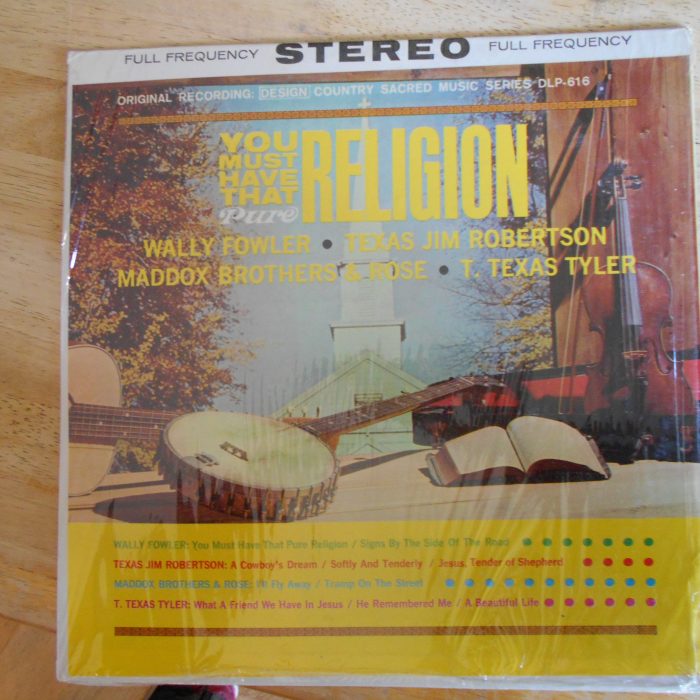 FULL FREQUENCY STEREO FULL FREQUENCY
ORIGINAL RECORDING: DESIGN COUNTRY SACRED MUSIC SERIES DLP-616
YOU
MUST
HAVE
THAT
Pure
RELIGION
WALLY FOWLER • TEXAS JIM ROBERTSON
MADDOX BROTHERS & ROSE • T. TEXAS TYLER
WALLY FOWLER: You Must Have That Pure Religion / Signs By The Side Of The Road
TEXAS JIM ROBERTSON: A Cowboy's Dream / Softly And Tenderly / Jesus, Tender of Shepherd
MADDOX BROTHERS & ROSE: I'll Fly Away / Tramp On The Street
T. TEXAS TYLER: What A Friend We Have In Jesus / He Remembered Me / A Beautiful Life